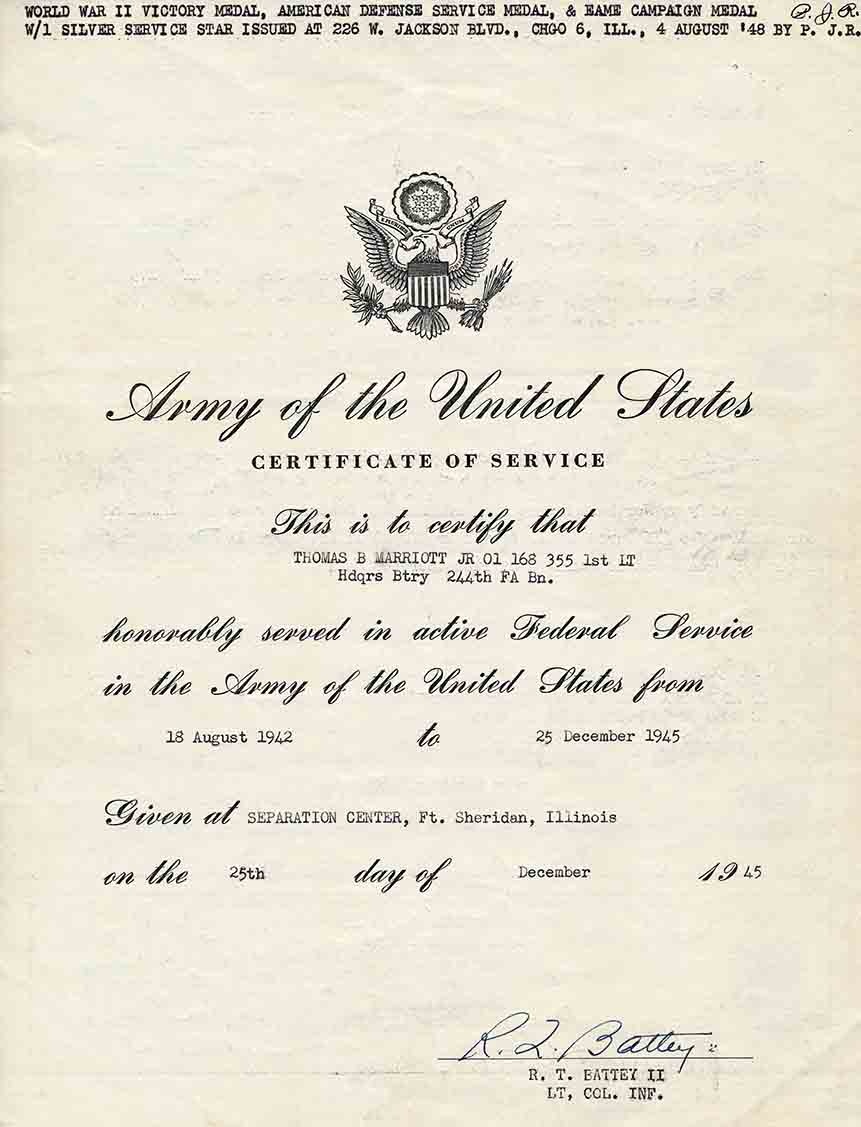 WORLD WAR II VICTORY MEDAL, AMERICAN DEFENSE SERVICE MEDAL, & EAME CAMPAIGN MEDAL P.J.R.
W/1 SILVER SERVICE STAR ISSUED AT 226 W. JACKSON BLVD., CHGO 6, ILL., 4 AUGUST '48 BY P. J.R.
E PLURIBUS UNUM
Army of the United States
CERTIFICATE OF SERVICE
This is to certify that
THOMAS B MARRIOTT JR 01 168 355 1st LT
Hdqrs Btry 244th FA Bn.
honorably served in active Federal Service
in the Army of the United States from
18 August 1942 to 25 December 1945
Given at SEPARATION CENTER, Ft. Sheridan, Illinois
on the 25th day of December 1945
R. T. Battey II
R. T. BATTEY II
LT, COL. INF.